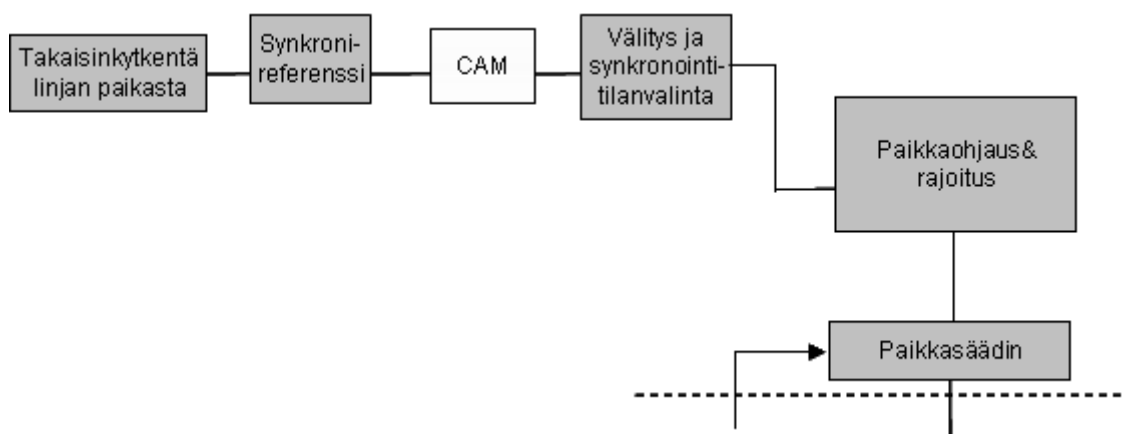 Takaisinkytkentä
linjan paikasta
Synkroni-
referenssi
CAM
Välitys ja
synkronointi-
tilanvalinta
Paikkaohjaus&
rajoitus
Paikkasäädin